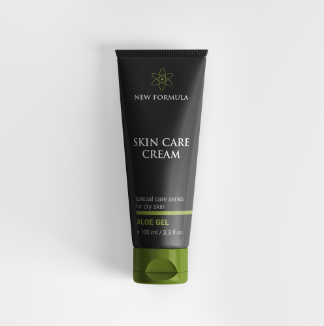 NEW FORMULA
SKIN CARE
CREAM
special care series
for dry skin
ALOE GEL
e 100 ml / 3.3 fl oz